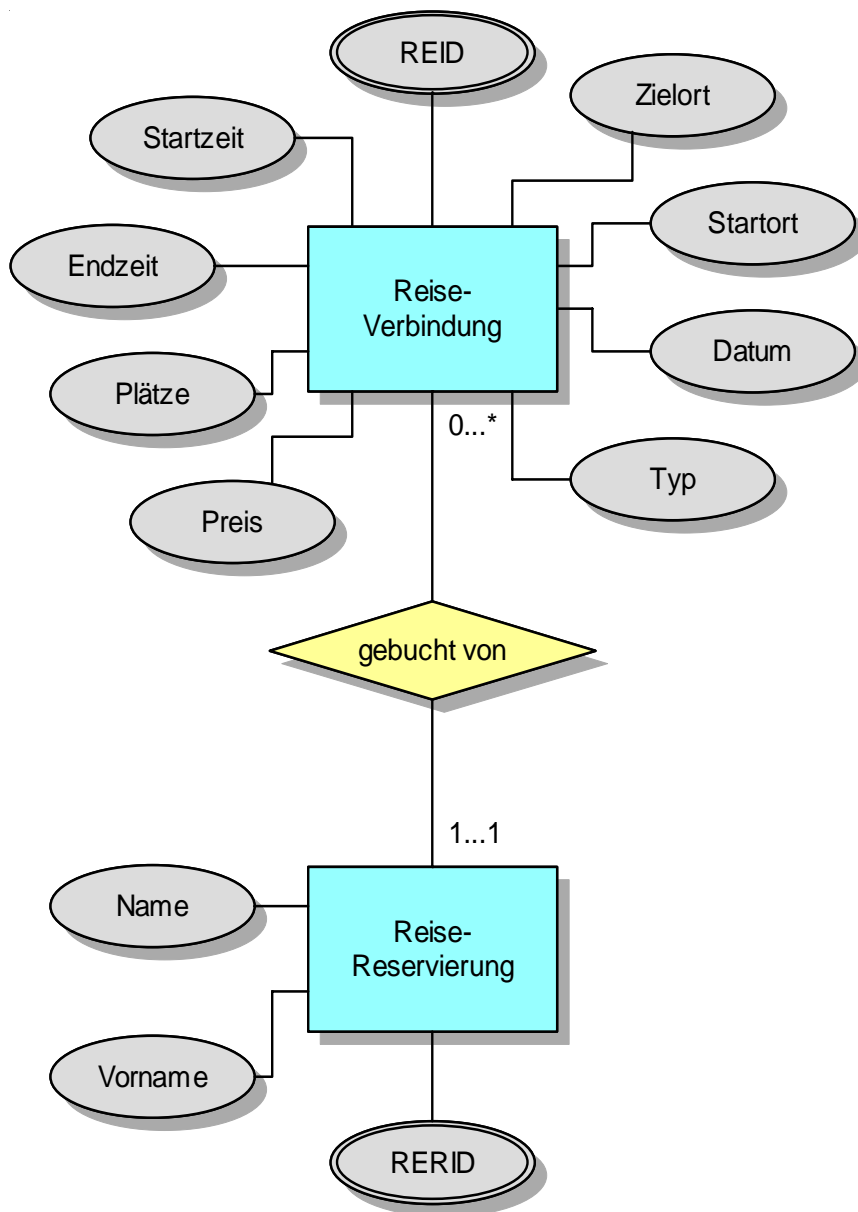 REID
Zielort
Startzeit
Startort
Endzeit
Reise-
Verbindung
Datum
Plätze
0...*
Typ
Preis
gebucht von
1...1
Name
Reise-
Reservierung
Vorname
RERID